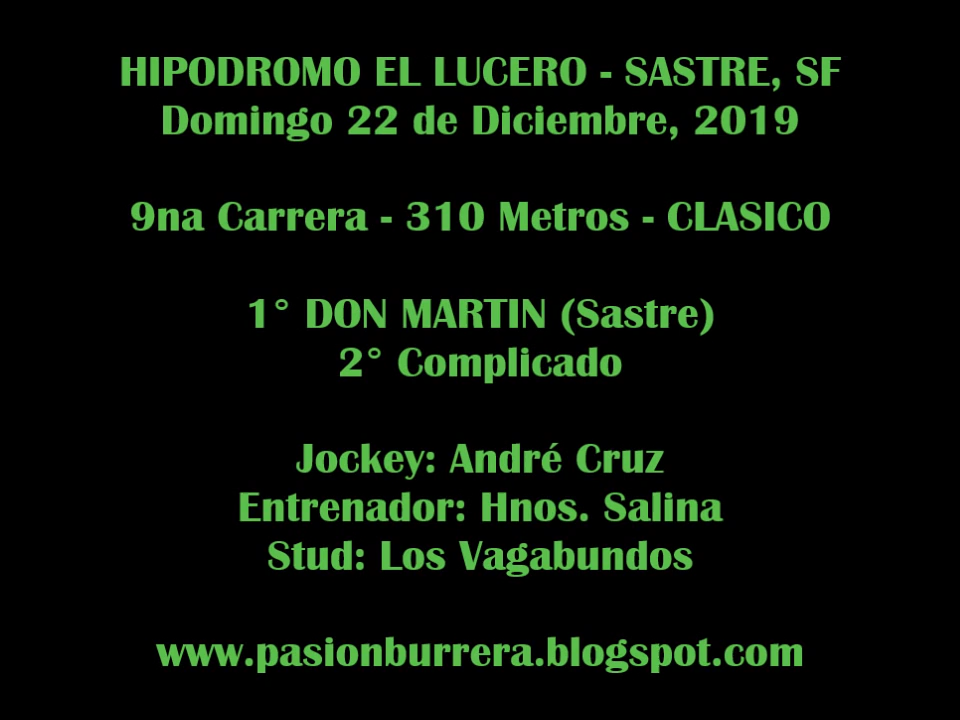 HIPODROMO EL LUCERO - SASTRE, SF
Domingo 22 de Diciembre, 2019
9na Carrera - 310 Metros - CLASICO
1° DON MARTIN (Sastre)
2° Complicado
Jockey: André Cruz
Entrenador: Hnos. Salina
Stud: Los Vagabundos
www.pasionburrera.blogspot.com